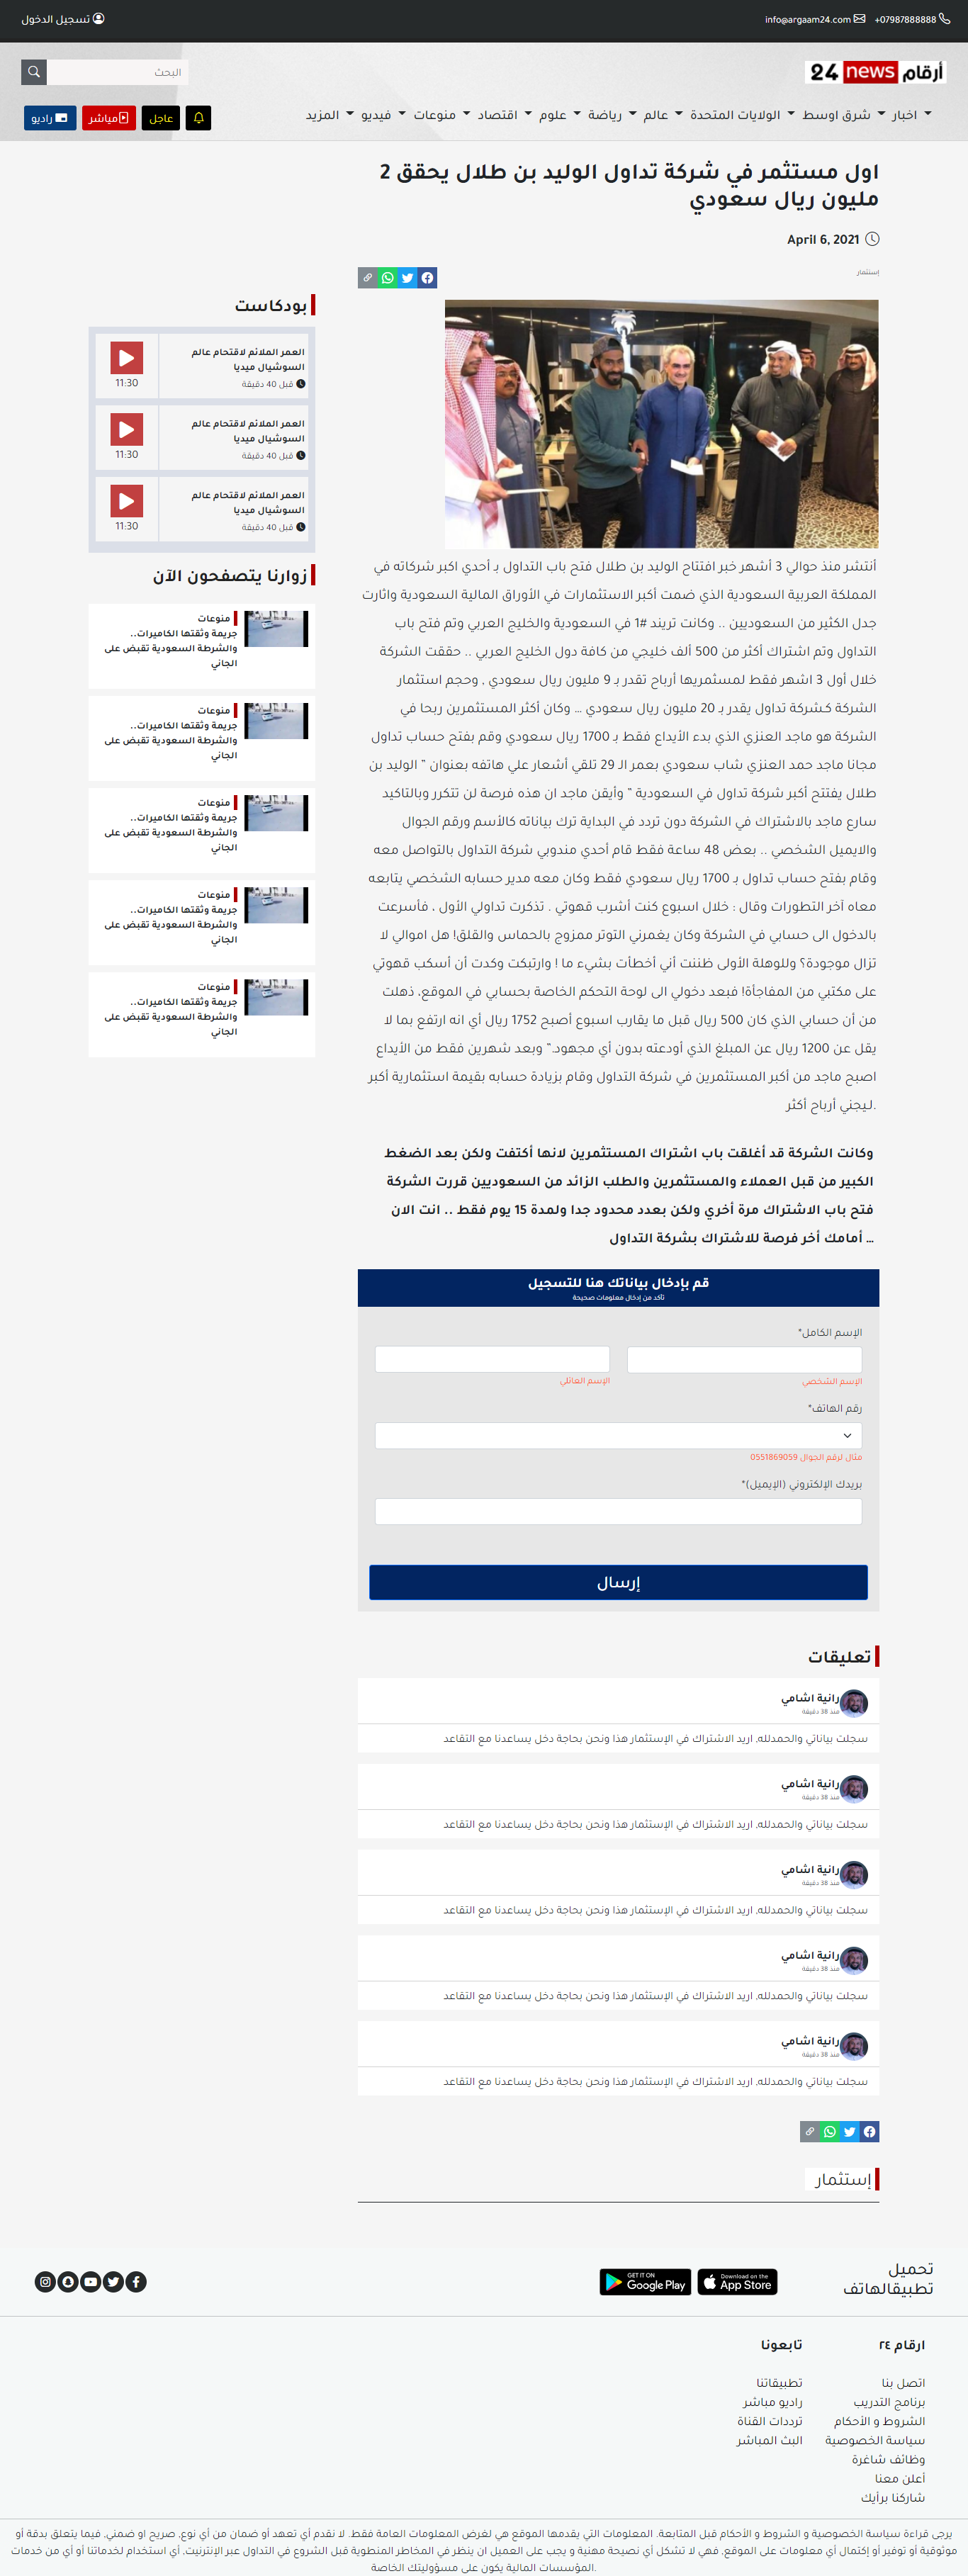 +07987888888
info@argaam24.com
تسجيل الدخول
أرقام news 24
البحث
اخبار
شرق اوسط
الولايات المتحدة
عالم
رياضة
علوم
اقتصاد
منوعات
فيديو
المزيد
عاجل
مباشر
راديو
اول مستثمر في شركة تداول الوليد بن طلال يحقق 2
مليون ريال سعودي
April 6, 2021
إستثمار
أنتشر منذ حوالي 3 أشهر خبر افتتاح الوليد بن طلال فتح باب التداول بـ أحدي اكبر شركاته في
المملكة العربية السعودية الذي ضمت أكبر الاستثمارات في الأوراق المالية السعودية واثارت
جدل الكثير من السعوديين .. وكانت تريند #1 في السعودية والخليج العربي وتم فتح باب
التداول وتم اشتراك أكثر من 500 ألف خليجي من كافة دول الخليج العربي .. حققت الشركة
خلال أول 3 اشهر فقط لمستثمريها أرباح تقدر بـ 9 مليون ريال سعودي , وحجم استثمار
الشركة كـشركة تداول يقدر بـ 20 مليون ريال سعودي … وكان أكثر المستثمرين ربحا في
الشركة هو ماجد العنزي الذي بدء الأيداع فقط بـ 1700 ريال سعودي وقم بفتح حساب تداول
مجانا ماجد حمد العنزي شاب سعودي بعمر الـ 29 تلقي أشعار علي هاتفه بعنوان ” الوليد بن
طلال يفتتح أكبر شركة تداول في السعودية ” وأيقن ماجد ان هذه فرصة لن تتكرر وبالتاكيد
سارع ماجد بالاشتراك في الشركة دون تردد في البداية ترك بياناته كالأسم ورقم الجوال
والايميل الشخصي .. بعض 48 ساعة فقط قام أحدي مندوبي شركة التداول بالتواصل معه
وقام بفتح حساب تداول بـ 1700 ريال سعودي فقط وكان معه مدير حسابه الشخصي يتابعه
معاه آخر التطورات وقال : خلال اسبوع كنت أشرب قهوتي . تذكرت تداولي الأول ، فأسرعت
بالدخول الى حسابي في الشركة وكان يغمرني التوتر ممزوج بالحماس والقلق! هل اموالي لا
تزال موجودة؟ وللوهلة الأولى ظننت أني أخطأت بشيء ما ! وارتبكت وكدت أن أسكب قهوتي
على مكتبي من المفاجأة! فبعد دخولي الى لوحة التحكم الخاصة بحسابي في الموقع، ذهلت
من أن حسابي الذي كان 500 ريال قبل ما يقارب اسبوع أصبح 1752 ريال أي انه ارتفع بما لا
يقل عن 1200 ريال عن المبلغ الذي أودعته بدون أي مجهود.” وبعد شهرين فقط من الأيداع
اصبح ماجد من أكبر المستثمرين في شركة التداول وقام بزيادة حسابه بقيمة استثمارية أكبر
.ليجني أرباح أكثر
وكانت الشركة قد أغلقت باب اشتراك المستثمرين لانها أكتفت ولكن بعد الضغط
الكبير من قبل العملاء والمستثمرين والطلب الزائد من السعوديين قررت الشركة
فتح باب الاشتراك مرة أخري ولكن بعدد محدود جدا ولمدة 15 يوم فقط .. انت الان
… أمامك أخر فرصة للاشتراك بشركة التداول
قم بإدخال بياناتك هنا للتسجيل
تأكد من إدخال معلومات صحيحة
الإسم الكامل*
الإسم الشخصي
الإسم العائلي
رقم الهاتف*
مثال لرقم الجوال 0551869059
بريدك الإلكتروني (الإيميل)*
إرسال
تعليقات
رانية اشامي
منذ 38 دقيقة
سجلت بياناتي والحمدلله, اريد الاشتراك في الإستثمار هذا ونحن بحاجة دخل يساعدنا مع التقاعد
رانية اشامي
منذ 38 دقيقة
سجلت بياناتي والحمدلله, اريد الاشتراك في الإستثمار هذا ونحن بحاجة دخل يساعدنا مع التقاعد
رانية اشامي
منذ 38 دقيقة
سجلت بياناتي والحمدلله, اريد الاشتراك في الإستثمار هذا ونحن بحاجة دخل يساعدنا مع التقاعد
رانية اشامي
منذ 38 دقيقة
سجلت بياناتي والحمدلله, اريد الاشتراك في الإستثمار هذا ونحن بحاجة دخل يساعدنا مع التقاعد
رانية اشامي
منذ 38 دقيقة
سجلت بياناتي والحمدلله, اريد الاشتراك في الإستثمار هذا ونحن بحاجة دخل يساعدنا مع التقاعد
إستثمار
بودكاست
العمر الملائم لاقتحام عالم
السوشيال ميديا
قبل 40 دقيقة
11:30
العمر الملائم لاقتحام عالم
السوشيال ميديا
قبل 40 دقيقة
11:30
العمر الملائم لاقتحام عالم
السوشيال ميديا
قبل 40 دقيقة
11:30
زوارنا يتصفحون الآن
منوعات
جريمة وثقتها الكاميرات..
والشرطة السعودية تقبض على
الجاني
منوعات
جريمة وثقتها الكاميرات..
والشرطة السعودية تقبض على
الجاني
منوعات
جريمة وثقتها الكاميرات..
والشرطة السعودية تقبض على
الجاني
منوعات
جريمة وثقتها الكاميرات..
والشرطة السعودية تقبض على
الجاني
منوعات
جريمة وثقتها الكاميرات..
والشرطة السعودية تقبض على
الجاني
تحميل
تطبيقالهاتف
Download on the
App Store
GET IT ON
Google Play
ارقام ٢٤
اتصل بنا
برنامج التدريب
الشروط و الأحكام
سياسة الخصوصية
وظائف شاغرة
أعلن معنا
شاركنا برأيك
تابعونا
تطبيقاتنا
راديو مباشر
ترددات القناة
البث المباشر
يرجى قراءة سياسة الخصوصية و الشروط و الأحكام قبل المتابعة. المعلومات التي يقدمها الموقع هي لغرض المعلومات العامة فقط. لا نقدم أي تعهد أو ضمان من أي نوع, صريح او ضمني, فيما يتعلق بدقة أو
موثوقية أو توفير أو إكتمال أي معلومات على الموقع, فهي لا تشكل أي نصيحة مهنية و يجب على العميل ان ينظر في المخاطر المنطوية قبل الشروع في التداول عبر الإنترنيت, أي استخدام لخدماتنا أو أي من خدمات
.المؤسسات المالية يكون على مسؤوليتك الخاصة